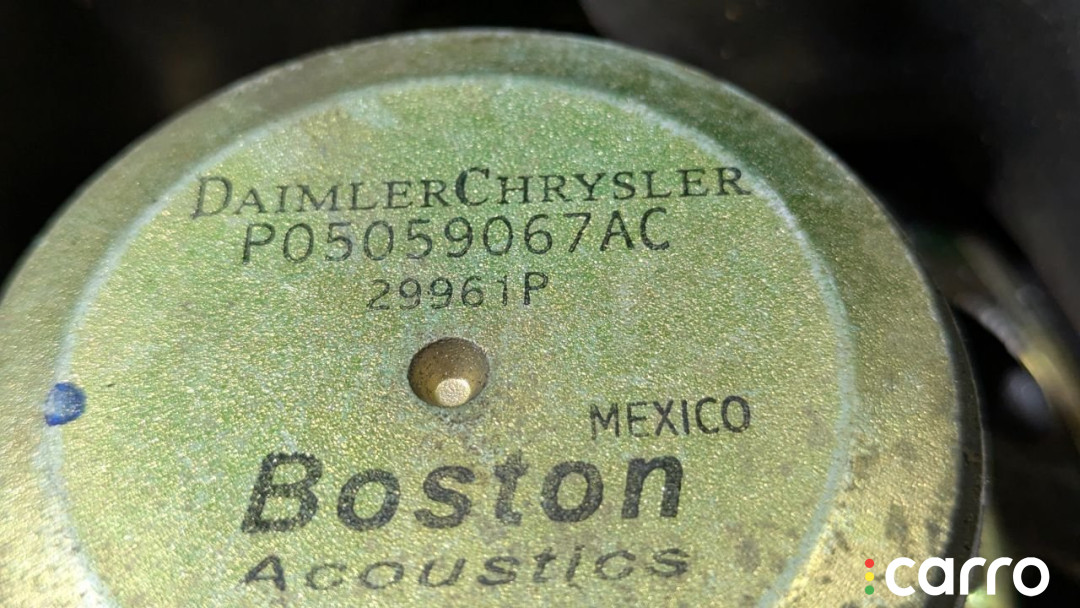 DAIMLERCHRYSLER
P05059067AC
29961P
MEXICO
Boston
Acoustics
carro